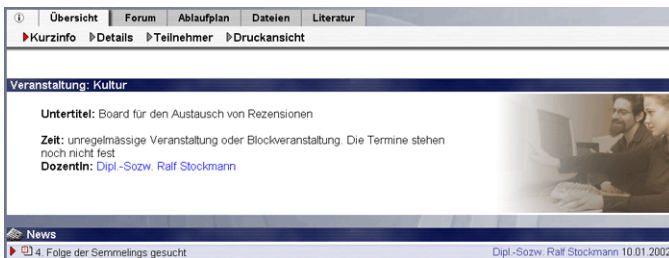 Übersicht Forum Ablaufplan Dateien Literatur
Kurzinfo Details Teilnehmer Druckansicht
Veranstaltung: Kultur
Untertitel: Board für den Austausch von Rezensionen
Zeit: unregelmässige Veranstaltung oder Blockveranstaltung. Die Termine stehen
noch nicht fest
DozentIn: Dipl.-Sozw. Ralf Stockmann
News
4. Folge der Semmelings gesucht Dipl.-Sozw. Ralf Stockmann 10.01.2002